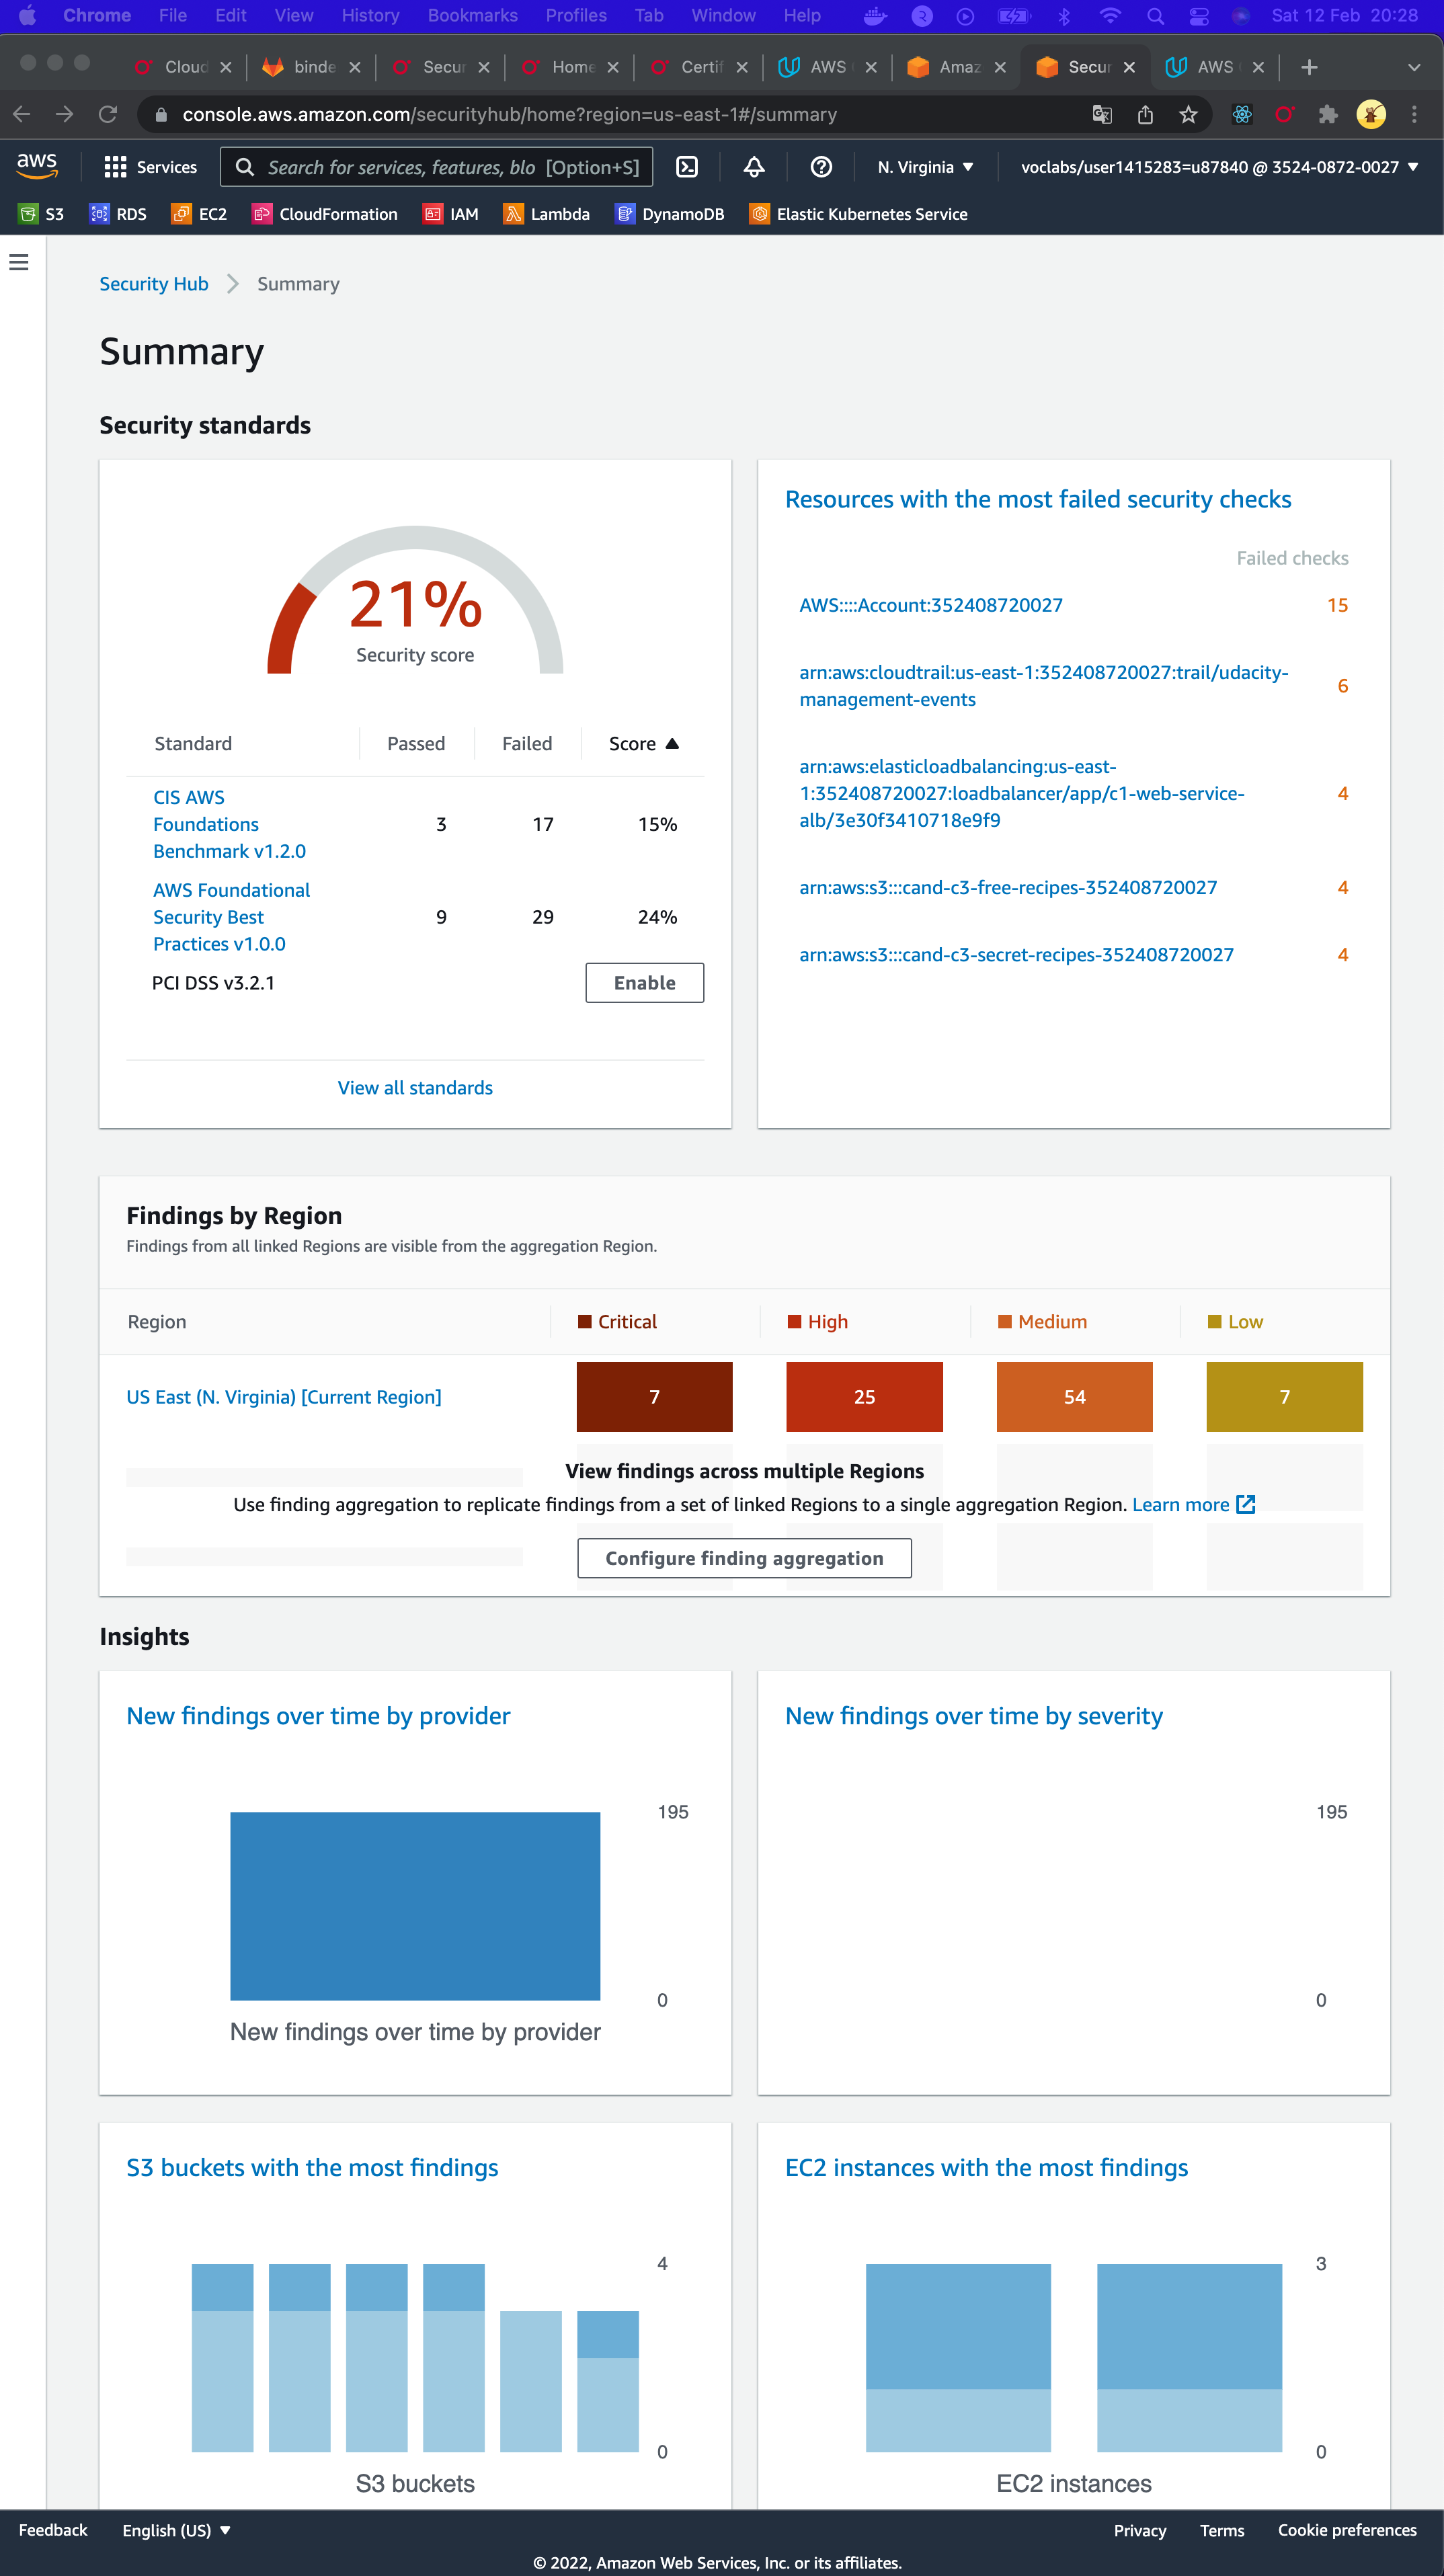 Chrome File Edit View History Bookmarks Profiles Tab Window Help Sat 12 Feb 20:28
Cloud binde Secur Home Certif AWS Amaz Secur AWS
console.aws.amazon.com/securityhub/home?region=us-east-1#/summary
aws Services Search for services, features, blo [Option+S] N. Virginia voclabs/user1415283=u87840 @ 3524-0872-0027
S3 RDS EC2 CloudFormation IAM Lambda DynamoDB Elastic Kubernetes Service
Security Hub Summary
Summary
Security standards
21%
Security score
Standard Passed Failed Score
CIS AWS
Foundations 3 17 15%
Benchmark v1.2.0
AWS Foundational
Security Best 9 29 24%
Practices v1.0.0
PCI DSS v3.2.1 Enable
View all standards
Resources with the most failed security checks
Failed checks
AWS::::Account:352408720027 15
arn:aws:cloudtrail:us-east-1:352408720027:trail/udacity-
management-events 6
arn:aws:elasticloadbalancing:us-east-
1:352408720027:loadbalancer/app/c1-web-service- 4
alb/3e30f3410718e9f9
arn:aws:s3:::cand-c3-free-recipes-352408720027 4
arn:aws:s3:::cand-c3-secret-recipes-352408720027 4
Findings by Region
Findings from all linked Regions are visible from the aggregation Region.
Region Critical High Medium Low
US East (N. Virginia) [Current Region] 7 25 54 7
View findings across multiple Regions
Use finding aggregation to replicate findings from a set of linked Regions to a single aggregation Region. Learn more
Configure finding aggregation
Insights
New findings over time by provider
195
0
New findings over time by provider
New findings over time by severity
195
0
S3 buckets with the most findings
4
0
S3 buckets
EC2 instances with the most findings
3
0
EC2 instances
Feedback English (US) Privacy Terms Cookie preferences
© 2022, Amazon Web Services, Inc. or its affiliates.